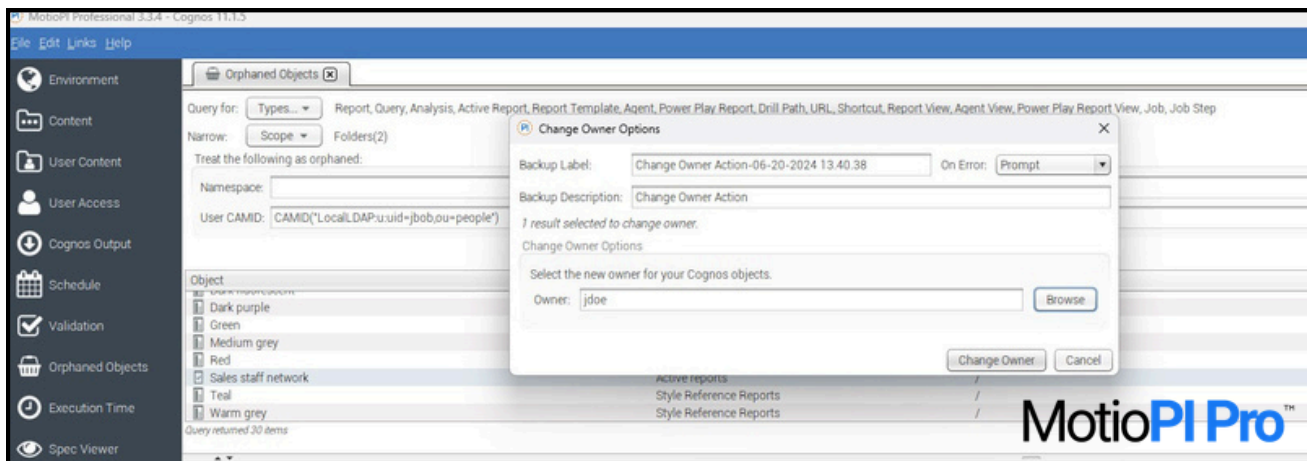 MotioPI Professional 3.3.4 - Cognos 11.1.5
File Edit Links Help
Environment
Content
User Content
User Access
Cognos Output
Schedule
Validation
Orphaned Objects
Execution Time
Spec Viewer
Orphaned Objects
Query for: Types... Report, Query, Analysis, Active Report, Report Template, Agent, Power Play Report, Drill Path, URL, Shortcut, Report View, Agent View, Power Play Report View, Job, Job Step
Narrow: Scope Folders(2)
Treat the following as orphaned:
Namespace:
User CAMID: CAMID("LocalLDAP:u:uid=jbob,ou=people")
Object
Dark purple
Green
Medium grey
Red
Sales staff network Active reports /
Teal Style Reference Reports /
Warm grey Style Reference Reports /
Query returned 30 items
Change Owner Options
Backup Label: Change Owner Action-06-20-2024 13.40.38 On Error: Prompt
Backup Description: Change Owner Action
1 result selected to change owner.
Change Owner Options
Select the new owner for your Cognos objects.
Owner: jdoe Browse
Change Owner Cancel
MotioPI Pro™